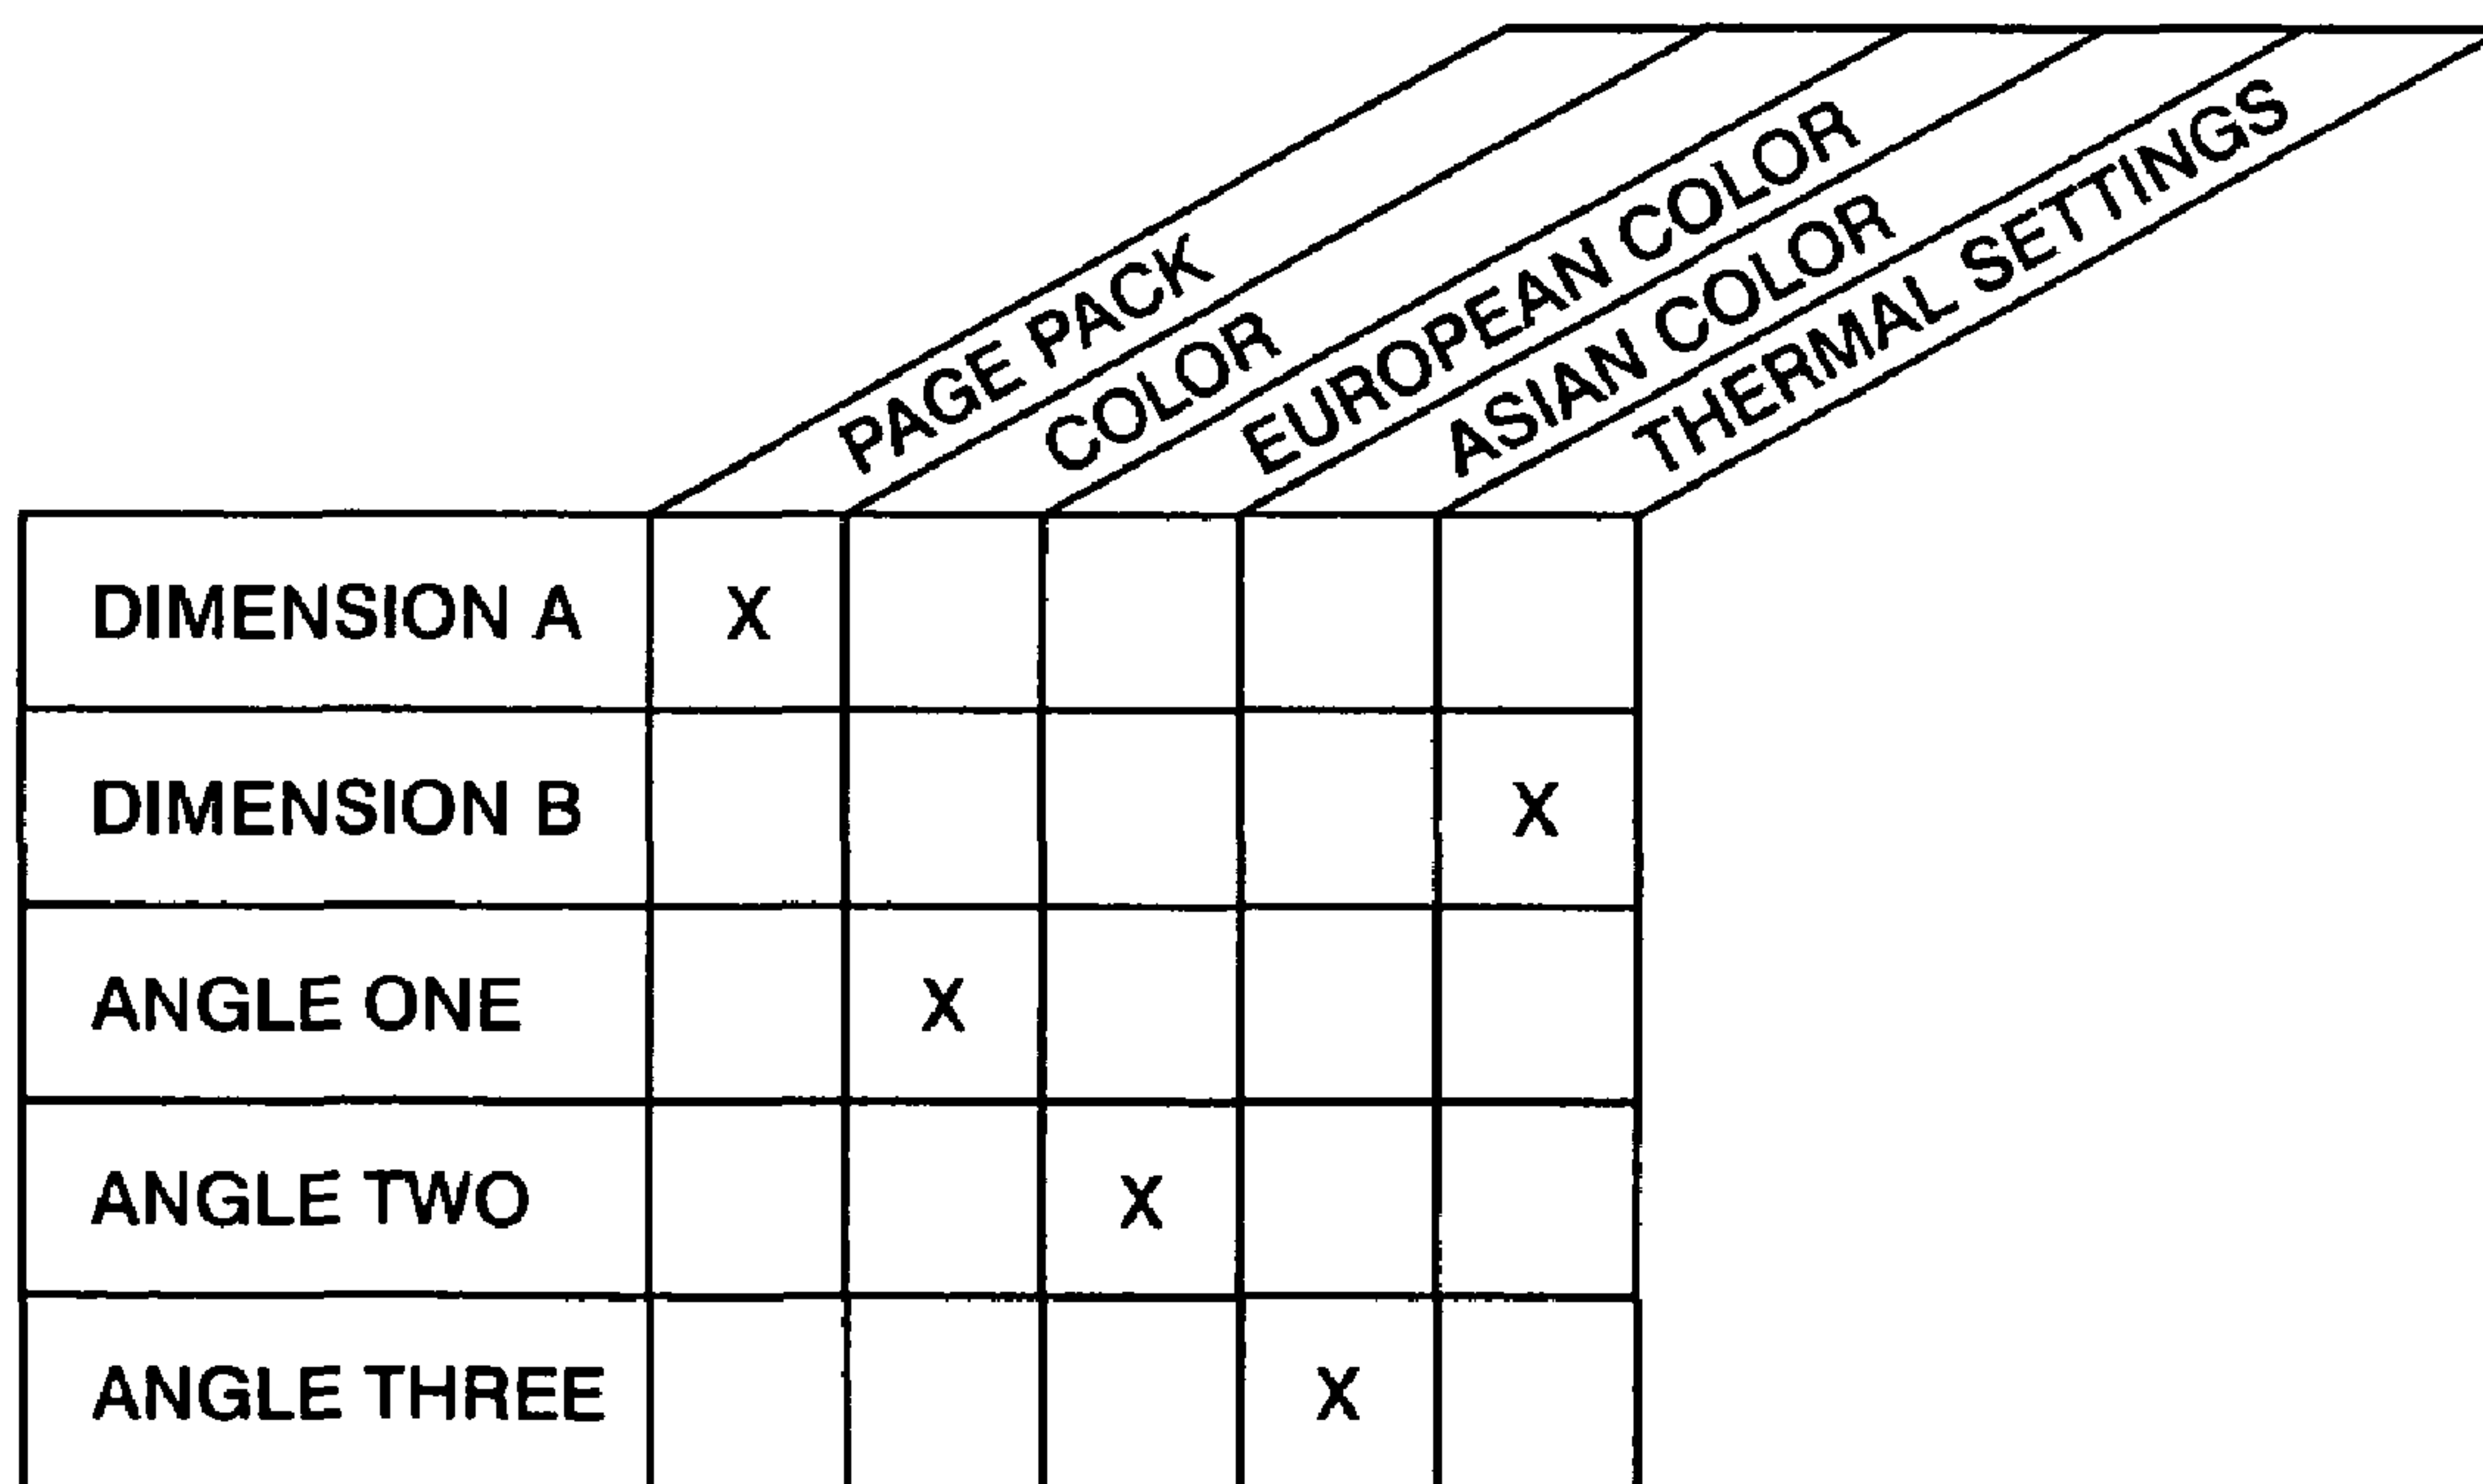 PAGE PACK
COLOR
EUROPEAN COLOR
ASIAN COLOR
THERMAL SETTINGS
DIMENSION A X
DIMENSION B X
ANGLE ONE X
ANGLE TWO X
ANGLE THREE X